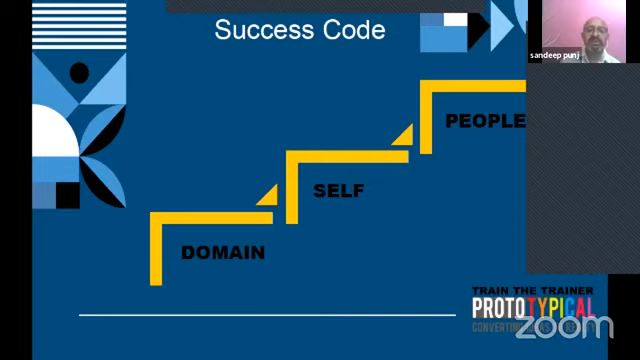 Success Code
sandeep punj
PEOPLE
SELF
DOMAIN
TRAIN THE TRAINER
PROTOTYPICAL
zoom